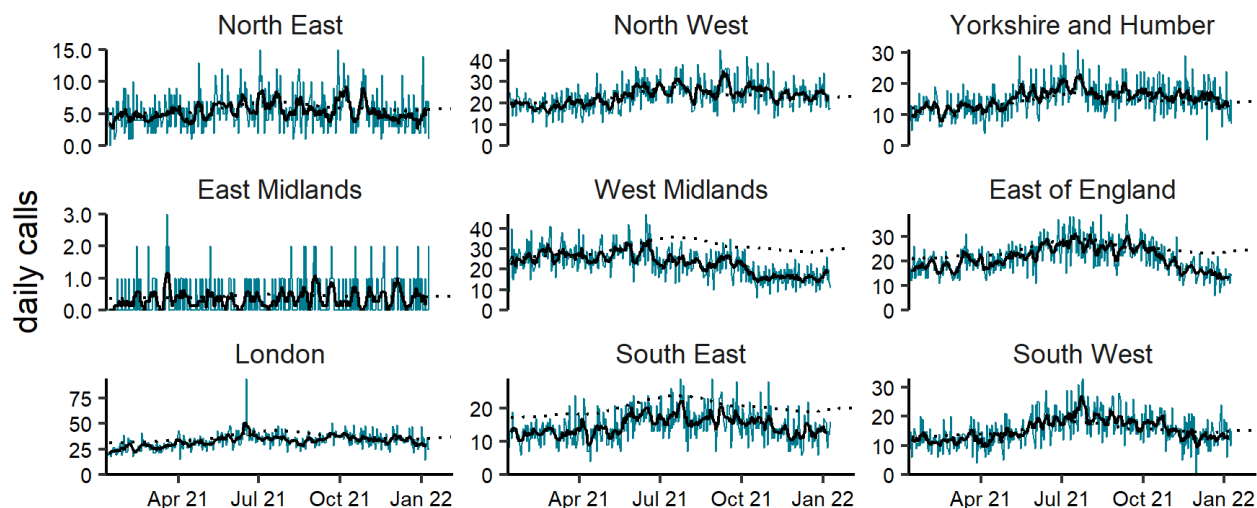 daily calls
North East
15.0
10.0
5.0
0.0
North West
40
30
20
10
0
Yorkshire and Humber
30
20
10
0
East Midlands
3.0
2.0
1.0
0.0
West Midlands
40
30
20
10
0
East of England
30
20
10
0
London
75
50
25
0
Apr 21 Jul 21 Oct 21 Jan 22
South East
20
10
0
Apr 21 Jul 21 Oct 21 Jan 22
South West
30
20
10
0
Apr 21 Jul 21 Oct 21 Jan 22